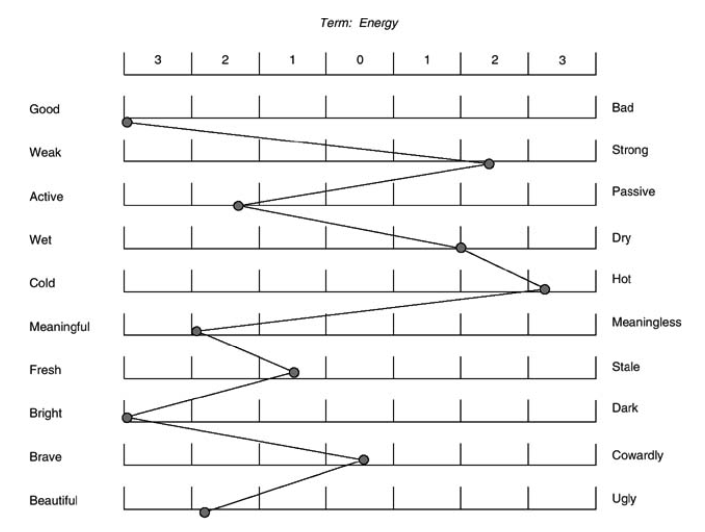 Term: Energy
3 2 1 0 1 2 3
Good Bad
Weak Strong
Active Passive
Wet Dry
Cold Hot
Meaningful Meaningless
Fresh Stale
Bright Dark
Brave Cowardly
Beautiful Ugly